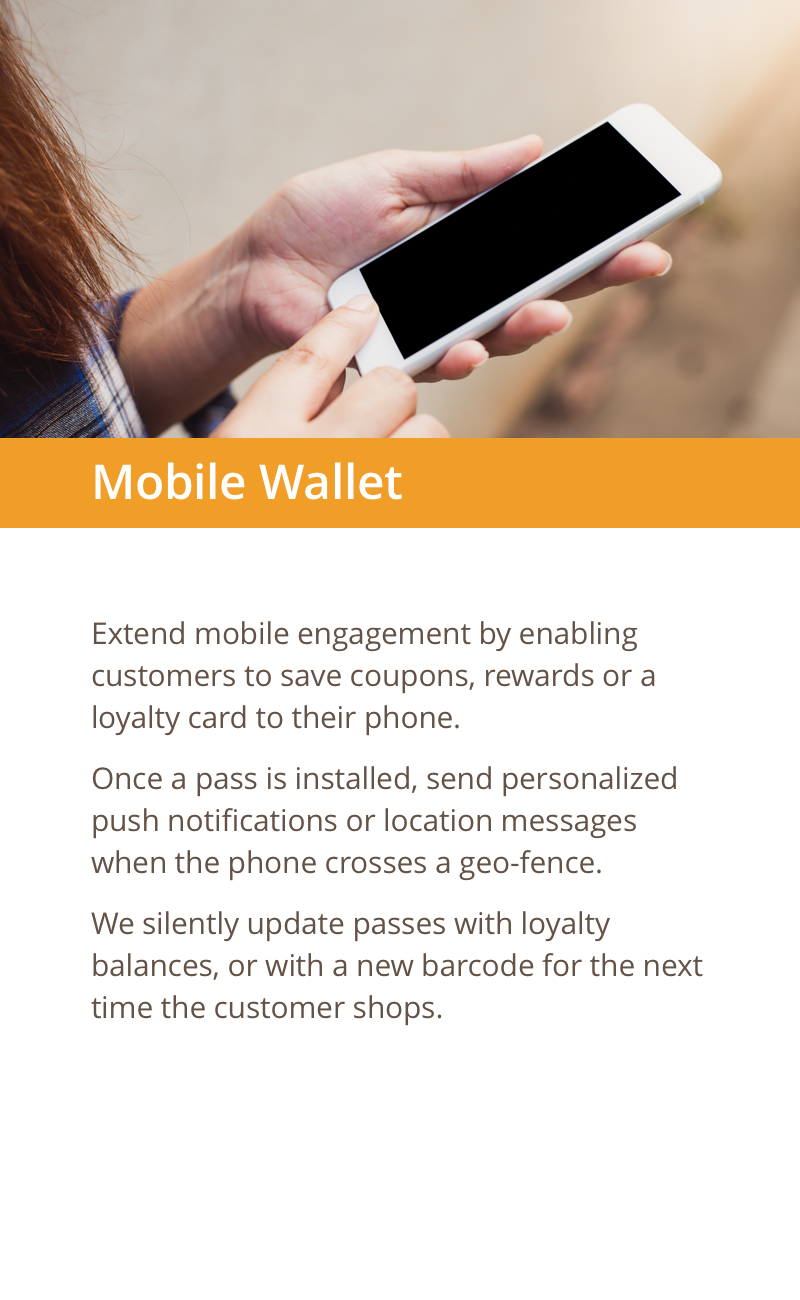 Mobile Wallet
Extend mobile engagement by enabling
customers to save coupons, rewards or a
loyalty card to their phone.
Once a pass is installed, send personalized
push notifications or location messages
when the phone crosses a geo-fence.
We silently update passes with loyalty
balances, or with a new barcode for the next
time the customer shops.